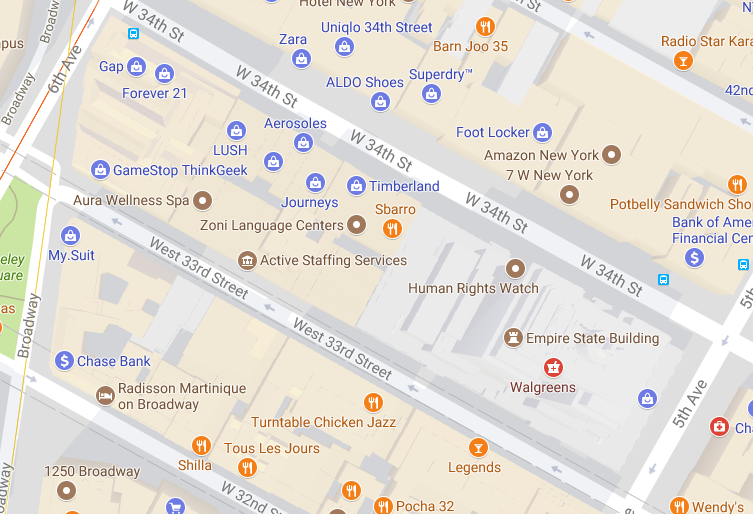 Hotel New York
W 34th St
Uniqlo 34th Street
Zara
Barn Joo 35
Radio Star Kara
Broadway
6th Ave
Gap
Forever 21
W 34th St
ALDO Shoes
Superdry™
42nd
Aerosoles
LUSH
W 34th St
Foot Locker
Amazon New York
7 W New York
GameStop ThinkGeek
Journeys
Timberland
Aura Wellness Spa
Sbarro
Zoni Language Centers
W 34th St
Potbelly Sandwich Shop
Bank of Amer
Financial Cen
My.Suit
West 33rd Street
Active Staffing Services
W 34th St
Human Rights Watch
Broadway
West 33rd Street
Empire State Building
Chase Bank
Walgreens
Radisson Martinique
on Broadway
5th Ave
Turntable Chicken Jazz
Tous Les Jours
Shilla
Legends
1250 Broadway
W 32nd St
Pocha 32
Wendy's